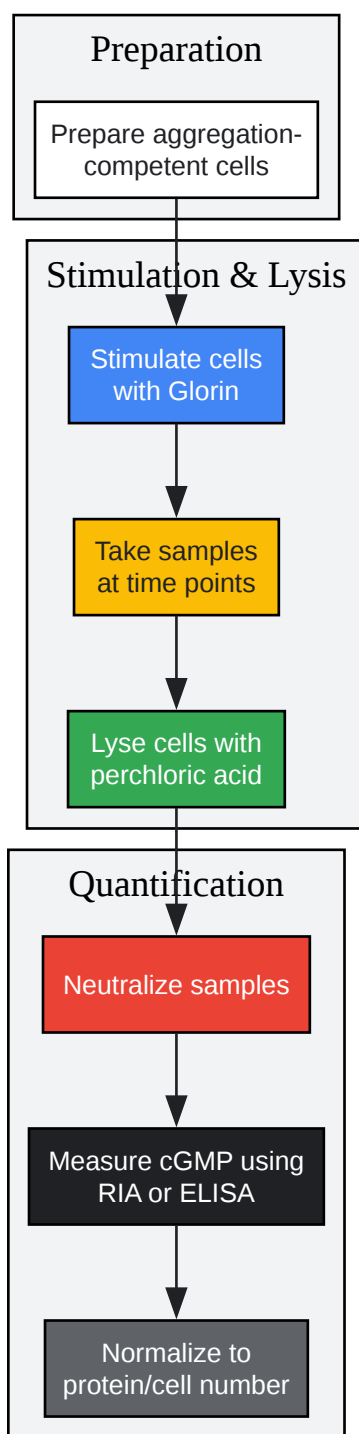 Preparation
Prepare aggregation-
competent cells
Stimulation & Lysis
Stimulate cells
with Glorin
Take samples
at time points
Lyse cells with
perchloric acid
Quantification
Neutralize samples
Measure cGMP using
RIA or ELISA
Normalize to
protein/cell number